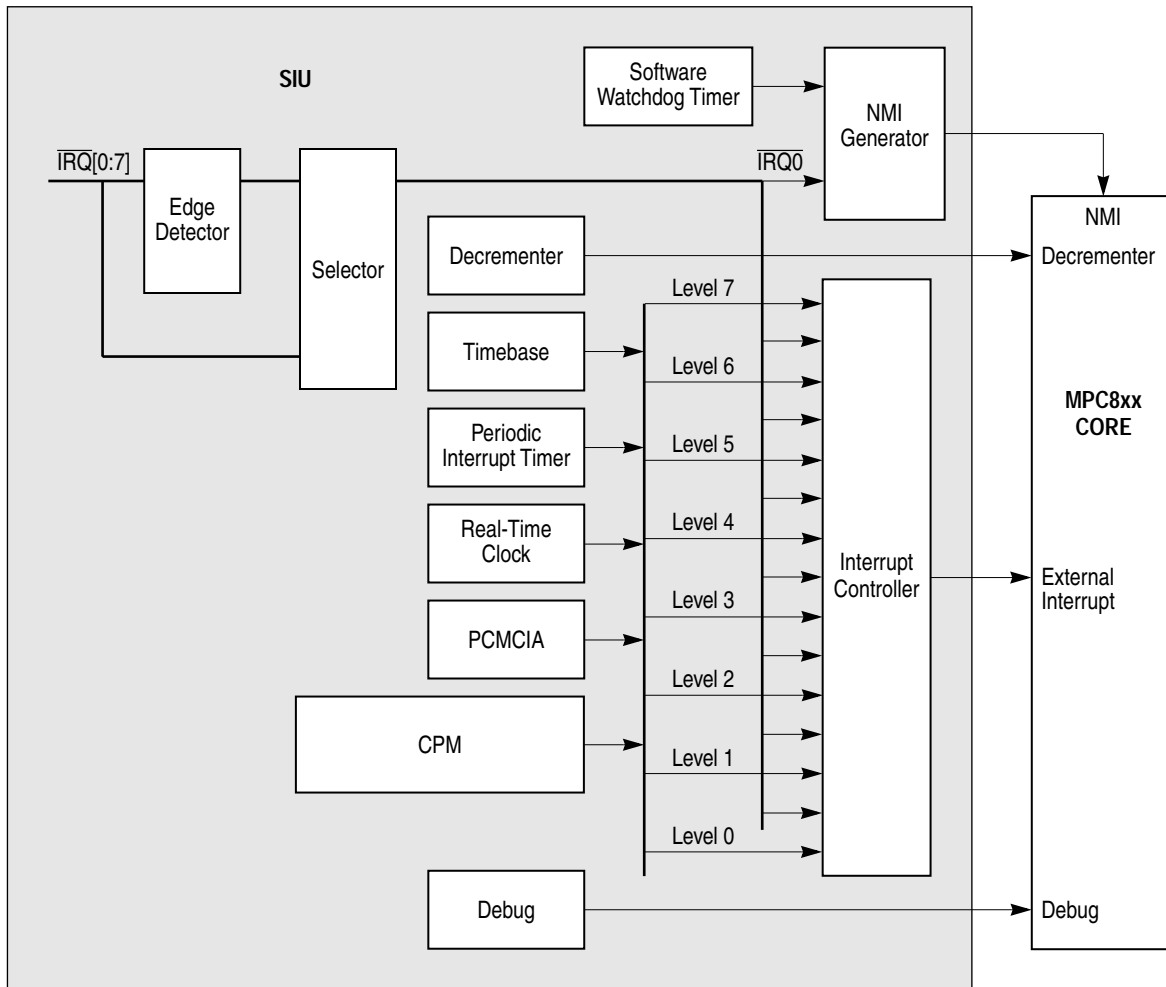 SIU
Software
Watchdog Timer
NMI
Generator
I̅R̅Q̅[0:7]
I̅R̅Q̅0̅
Edge
Detector
Selector
NMI
Decrementer
Decrementer
Level 7
Timebase
Level 6
MPC8xx
CORE
Periodic
Interrupt Timer
Level 5
Real-Time
Clock
Level 4
Interrupt
Controller
External
Interrupt
Level 3
PCMCIA
Level 2
CPM
Level 1
Level 0
Debug
Debug